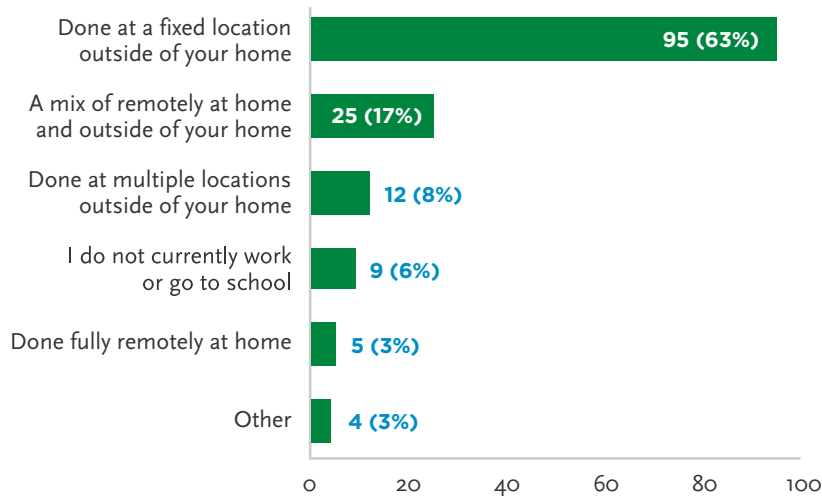 Done at a fixed location
outside of your home
95 (63%)
A mix of remotely at home
and outside of your home
25 (17%)
Done at multiple locations
outside of your home
12 (8%)
I do not currently work
or go to school
9 (6%)
Done fully remotely at home
5 (3%)
Other
4 (3%)
0 20 40 60 80 100